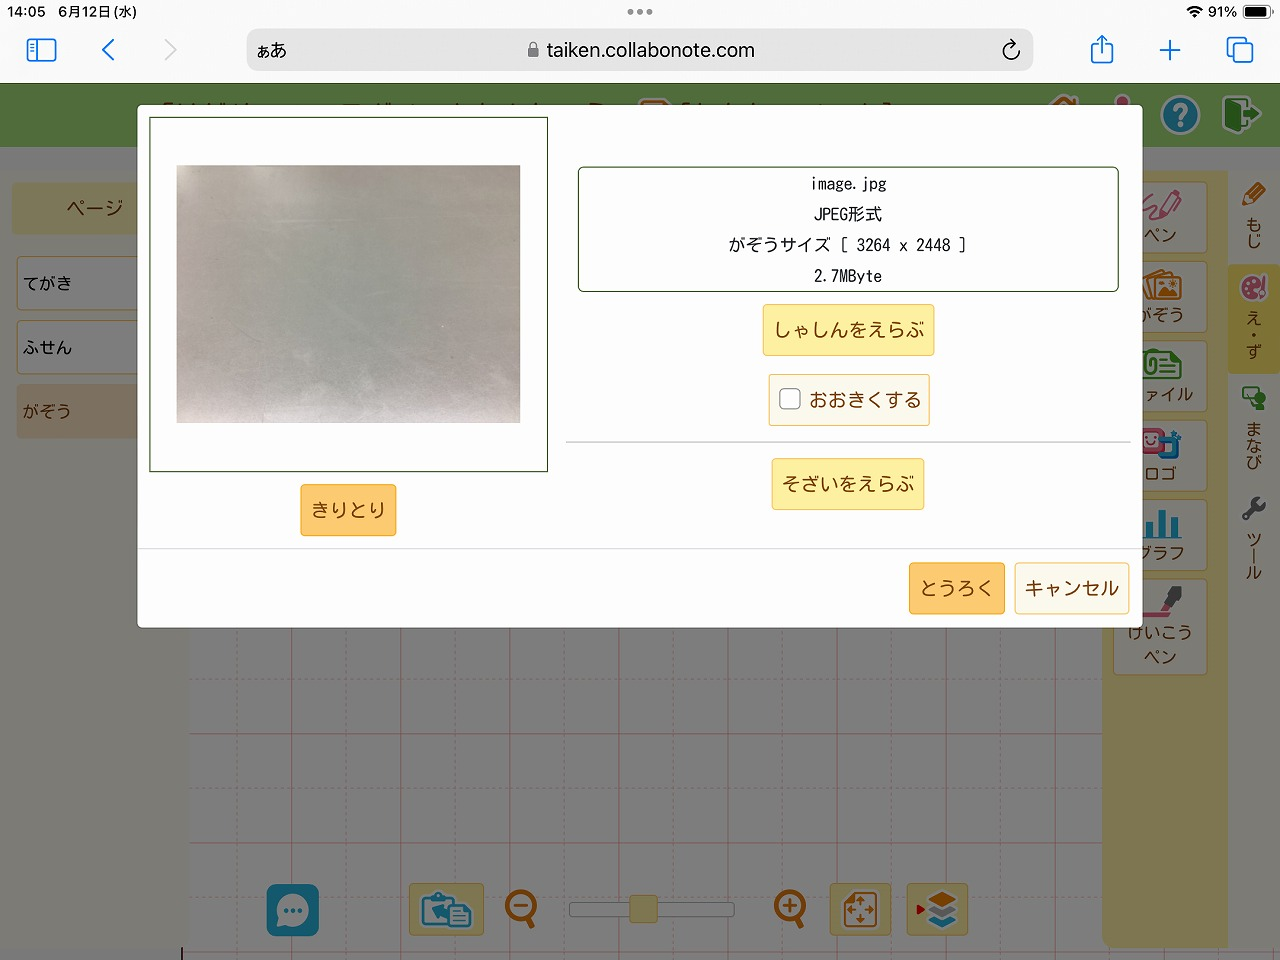 14:05 6月12日(水)
91%
ぁあ
taiken.collabonote.com
ページ
てがき
ふせん
がぞう
image.jpg
JPEG形式
がぞうサイズ [ 3264 x 2448 ]
2.7MByte
しゃしんをえらぶ
おおきくする
そざいをえらぶ
きりとり
とうろく
キャンセル
ペン
がぞう
ァイル
ロゴ
グラフ
けいこう
ペン
もじ
え・ず
まなび
ツール